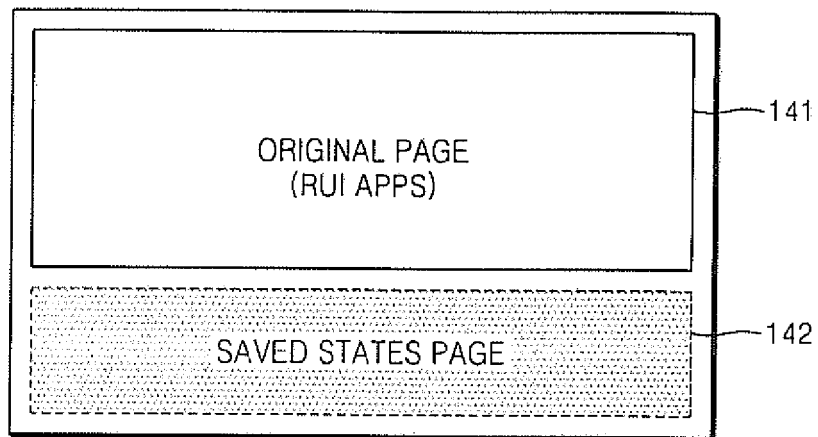 ORIGINAL PAGE
(RUI APPS)
141
SAVED STATES PAGE
142